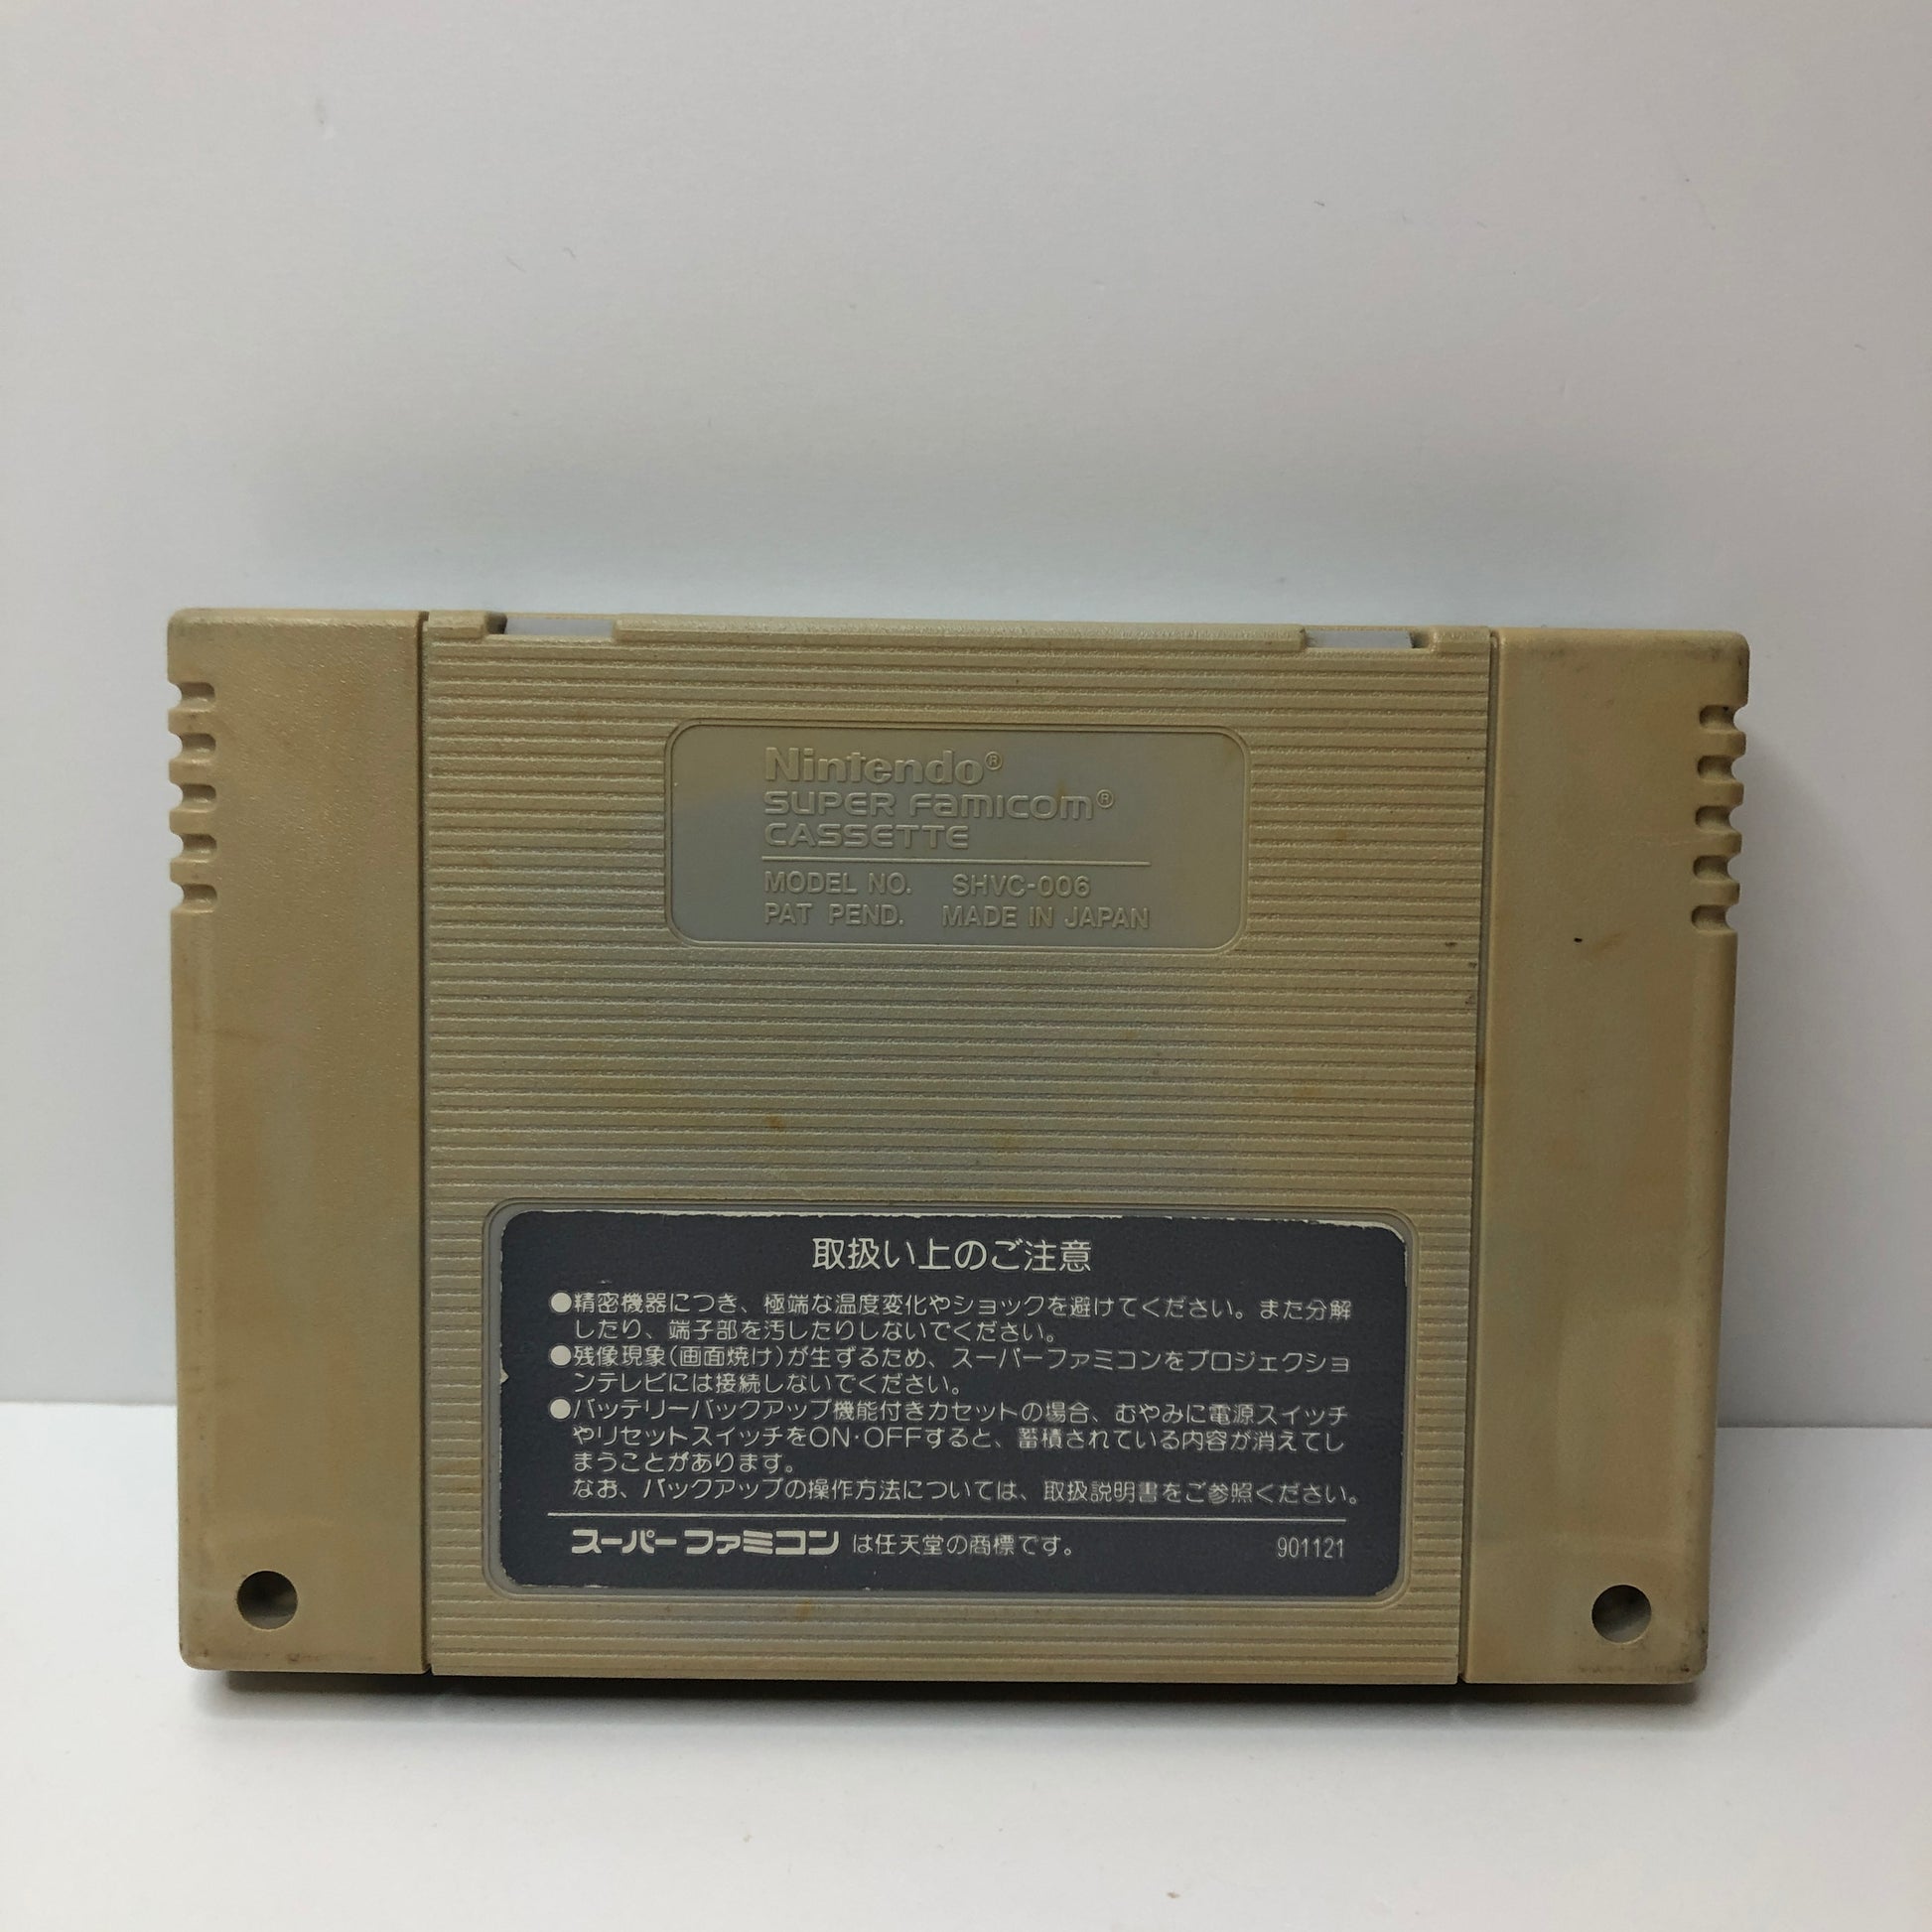 Nintendo®
SUPER FAMICOM®
CASSETTE
MODEL NO. SHVC-006
PAT PEND. MADE IN JAPAN
取扱い上のご注意
●精密機器につき、極端な温度変化やショックを避けてください。また分解
したり、端子部を汚したりしないでください。
●残像現象(画面焼け)が生ずるため、スーパーファミコンをプロジェクショ
ンテレビには接続しないでください。
●バッテリーバックアップ機能付きカセットの場合、むやみに電源スイッチ
やリセットスイッチをON·OFFすると、蓄積されている内容が消えてし
まうことがあります。
なお、バックアップの操作方法については、取扱説明書をご参照ください。
スーパーファミコン は任天堂の商標です。 901121